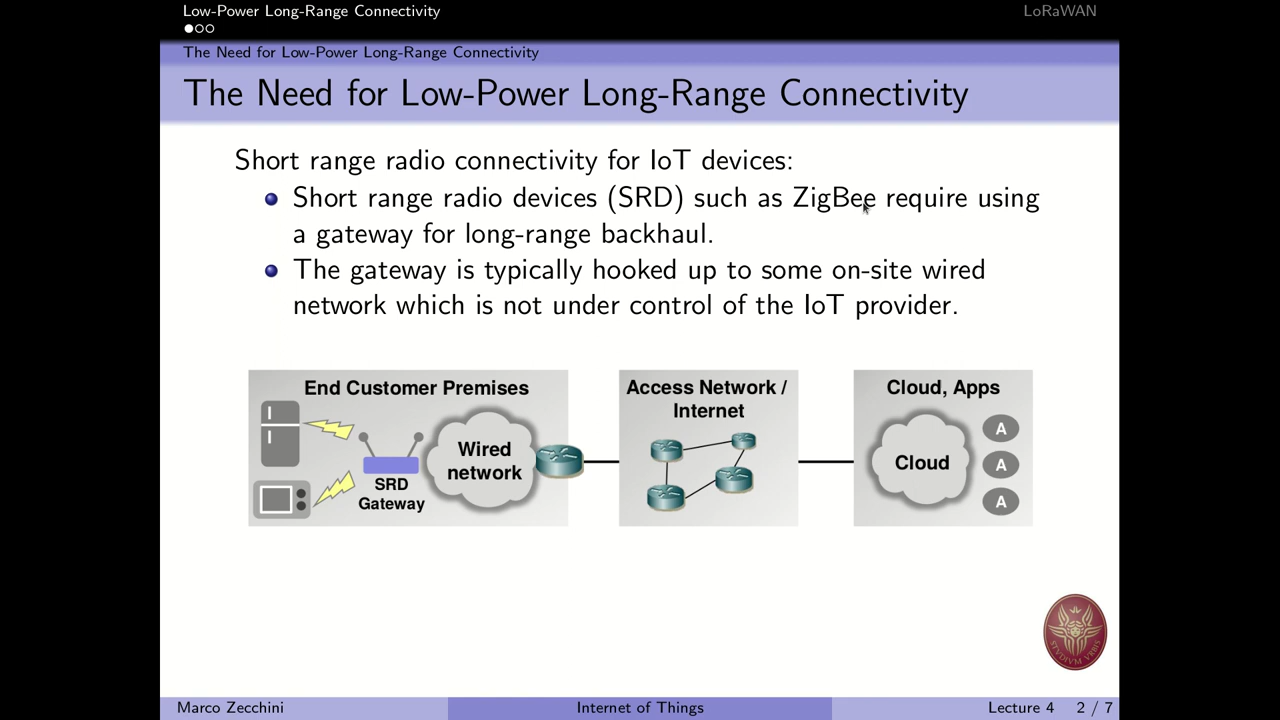 Low-Power Long-Range Connectivity
LoRaWAN
The Need for Low-Power Long-Range Connectivity
The Need for Low-Power Long-Range Connectivity
Short range radio connectivity for IoT devices:
Short range radio devices (SRD) such as ZigBee require using
a gateway for long-range backhaul.
The gateway is typically hooked up to some on-site wired
network which is not under control of the IoT provider.
End Customer Premises
SRD
Gateway
Wired
network
Access Network /
Internet
Cloud, Apps
Cloud
A
A
A
STVDIVM VRBIS
Marco Zecchini
Internet of Things
Lecture 4
2 / 7